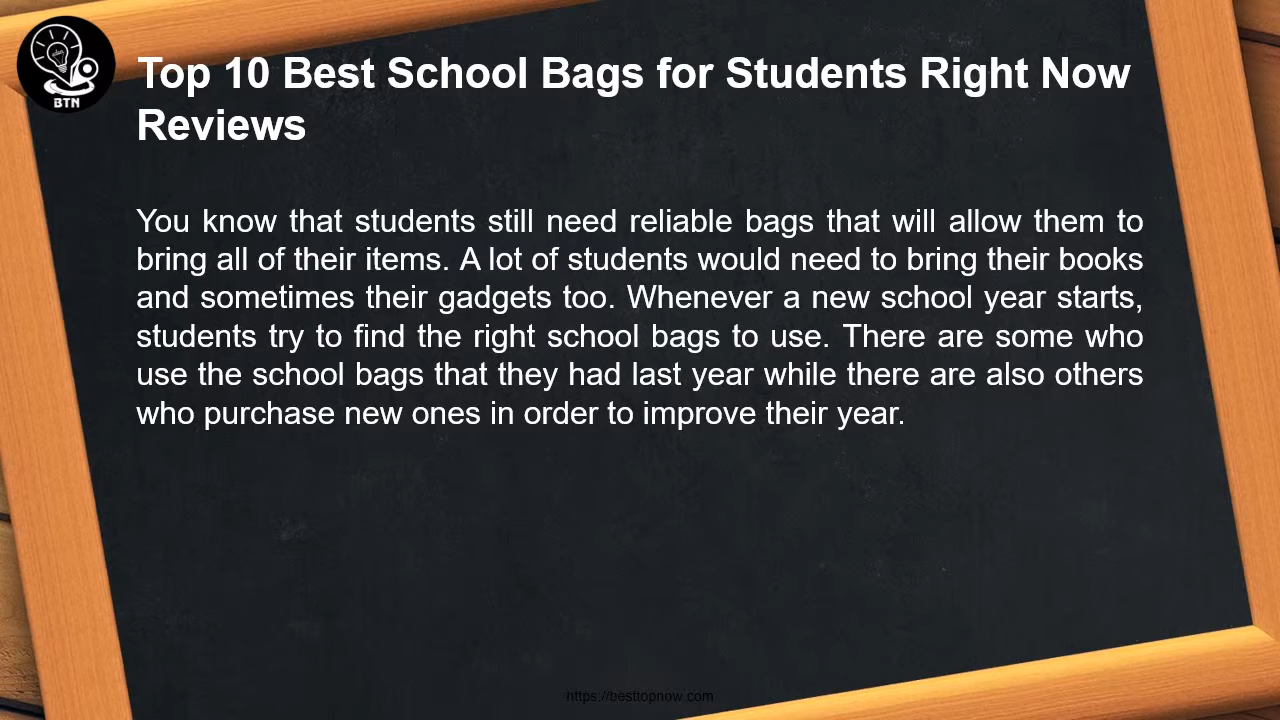 BTN
Top 10 Best School Bags for Students Right Now
Reviews
You know that students still need reliable bags that will allow them to
bring all of their items. A lot of students would need to bring their books
and sometimes their gadgets too. Whenever a new school year starts,
students try to find the right school bags to use. There are some who
use the school bags that they had last year while there are also others
who purchase new ones in order to improve their year.
https://besttopnow.com